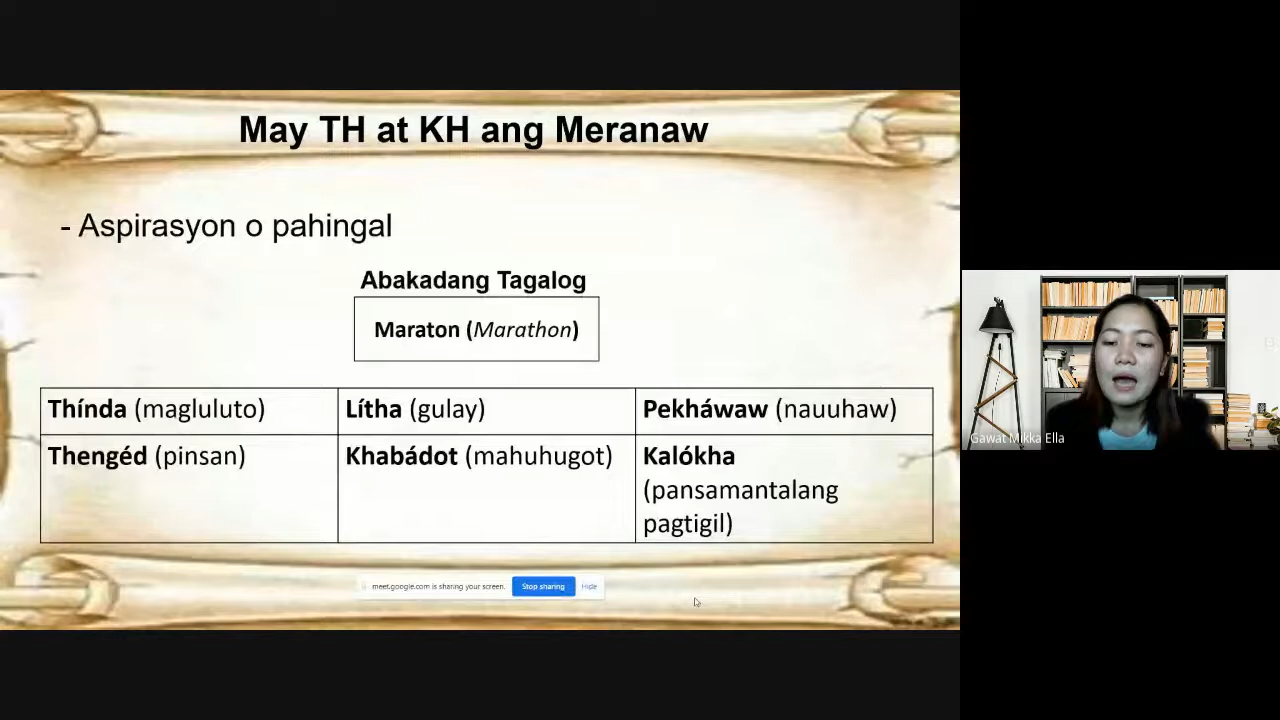 May TH at KH ang Meranaw
- Aspirasyon o pahingal
Abakadang Tagalog
Maraton (Marathon)
Thínda (magluluto)
Lítha (gulay)
Pekháwaw (nauuhaw)
Thengéd (pinsan)
Khabádot (mahuhugot)
Kalókha
(pansamantalang
pagtigil)
meet.google.com is sharing your screen.
Stop sharing
Hide
Gawat Mikka Ella